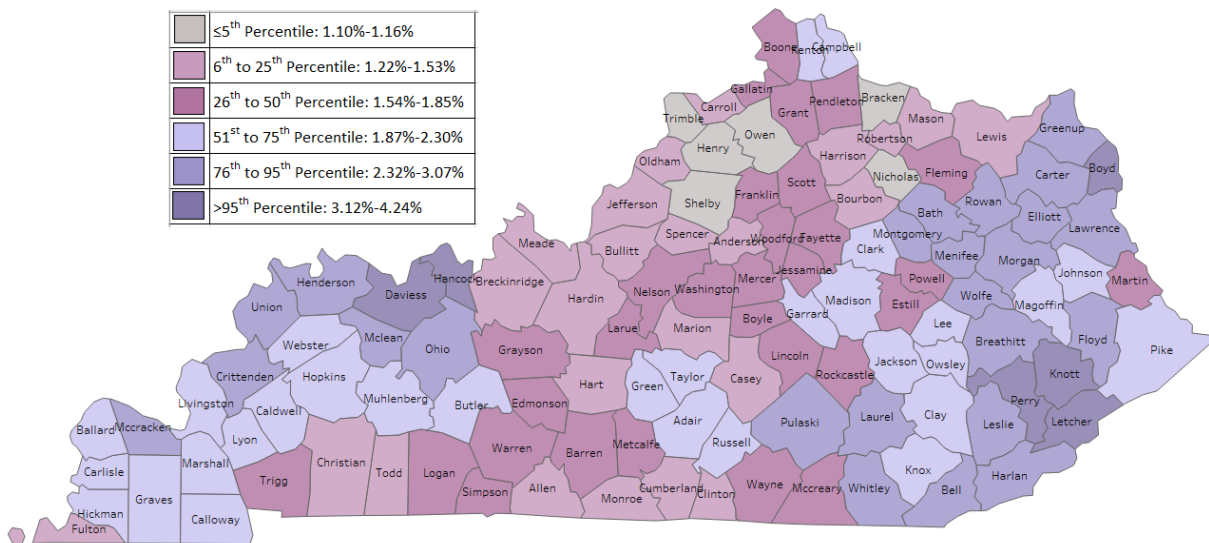 ≤5th Percentile: 1.10%-1.16%
6th to 25th Percentile: 1.22%-1.53%
26th to 50th Percentile: 1.54%-1.85%
51st to 75th Percentile: 1.87%-2.30%
76th to 95th Percentile: 2.32%-3.07%
>95th Percentile: 3.12%-4.24%
Boone
Kenton
Campbell
Gallatin
Carroll
Grant
Pendleton
Bracken
Trimble
Owen
Mason
Robertson
Lewis
Greenup
Henry
Harrison
Oldham
Nicholas
Fleming
Carter
Boyd
Franklin
Scott
Shelby
Bourbon
Rowan
Jefferson
Bath
Elliott
Lawrence
Spencer
Anderson
Woodford
Fayette
Montgomery
Clark
Meade
Bullitt
Menifee
Morgan
Johnson
Martin
Hancock
Henderson
Daviess
Breckinridge
Jessamine
Mercer
Powell
Union
Hardin
Nelson
Washington
Madison
Estill
Wolfe
Magoffin
Garrard
Larue
Boyle
Lee
Webster
Mclean
Ohio
Marion
Breathitt
Floyd
Pike
Grayson
Lincoln
Jackson
Owsley
Crittenden
Hopkins
Hart
Green
Taylor
Casey
Rockcastle
Knott
Livingston
Muhlenberg
Butler
Edmonson
Perry
Caldwell
Clay
Ballard
Mccracken
Adair
Pulaski
Laurel
Leslie
Letcher
Lyon
Warren
Metcalfe
Russell
Barren
Marshall
Carlisle
Christian
Todd
Logan
Knox
Harlan
Graves
Trigg
Simpson
Allen
Cumberland
Clinton
Wayne
Mccreary
Whitley
Bell
Monroe
Hickman
Calloway
Fulton